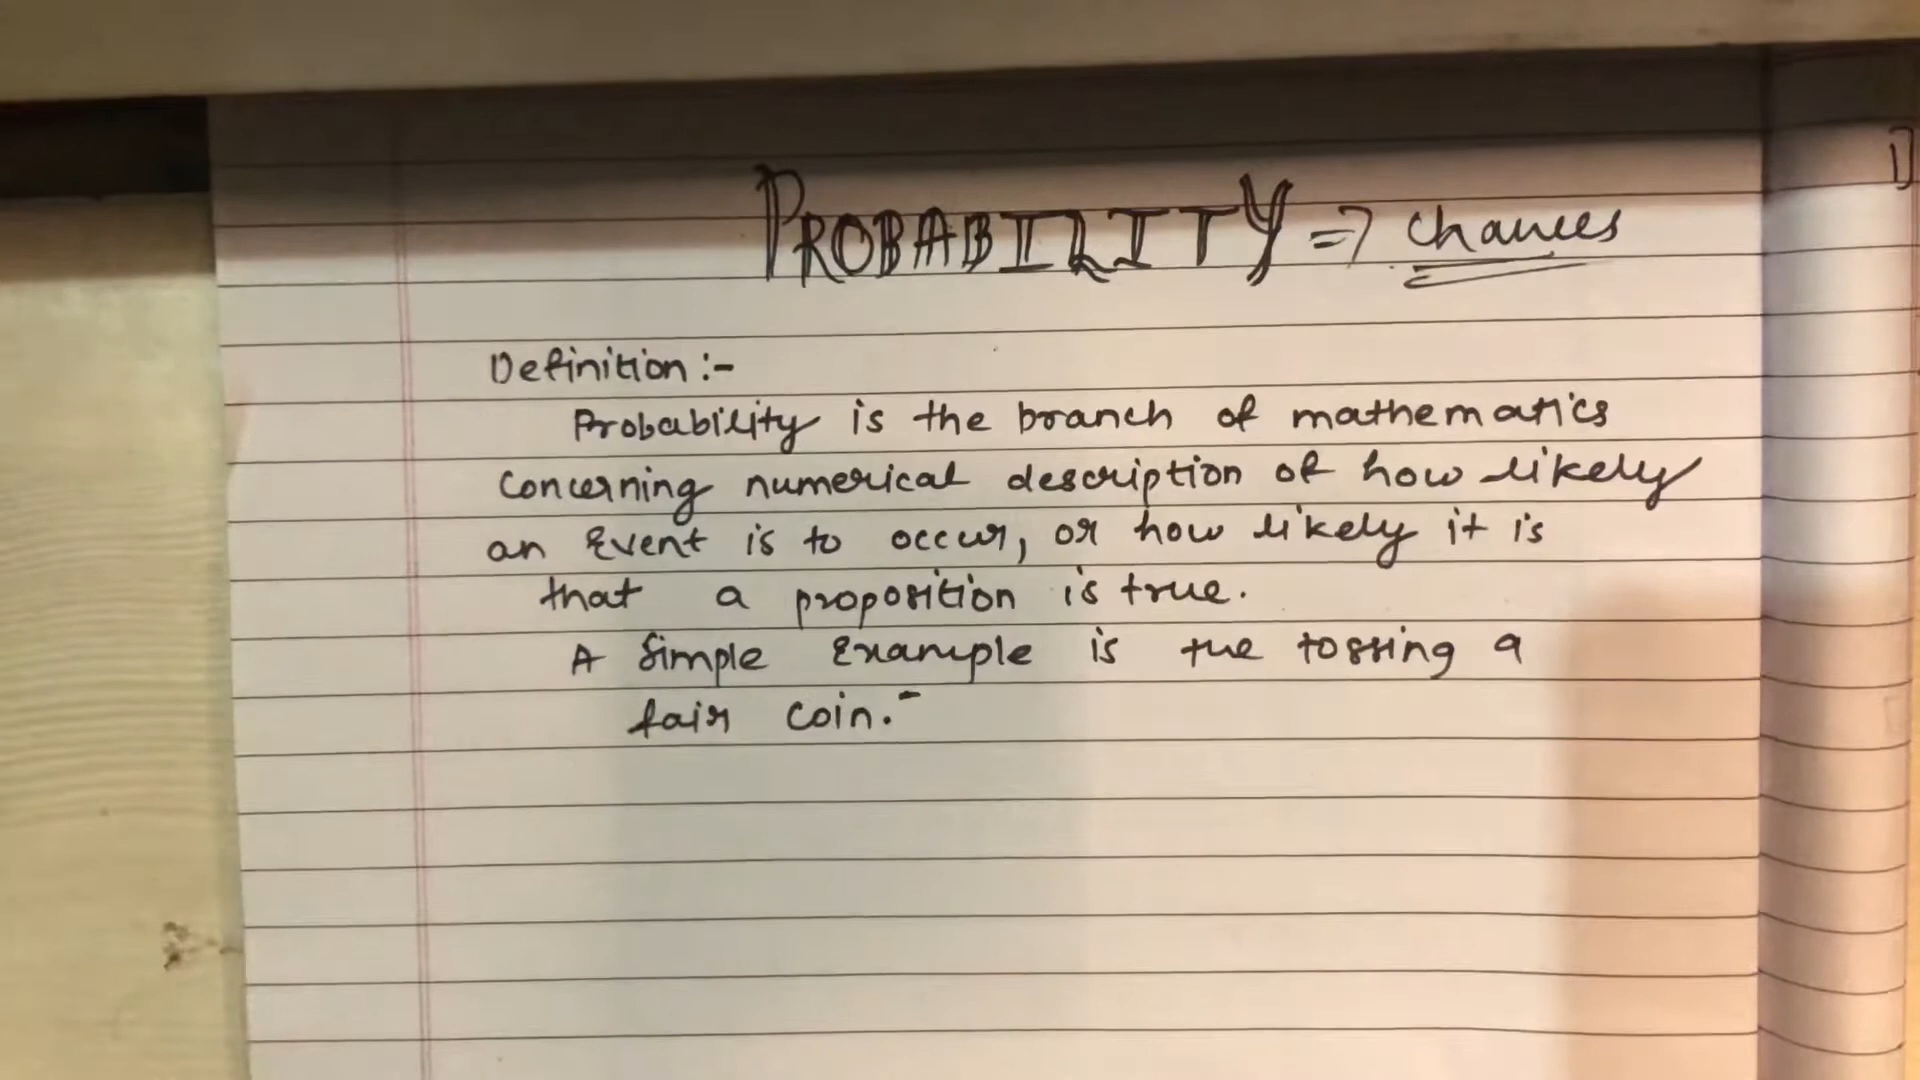 PROBABILITY => Chances
Definition :-
Probability is the branch of mathematics
concerning numerical description of how likely
an Event is to occur, or how likely it is
that a proposition is true.
A Simple Example is the tossing a
fair coin.-
1)